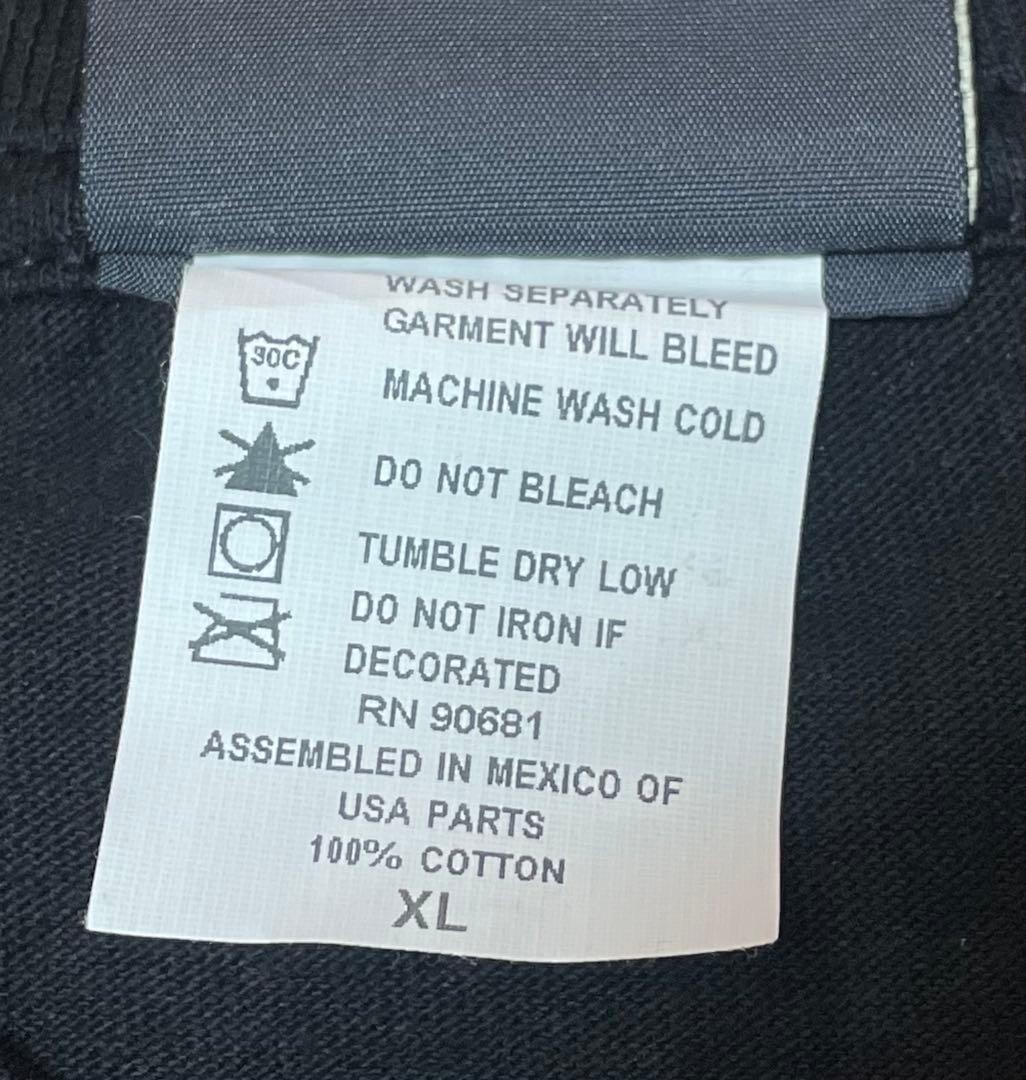 WASH SEPARATELY
GARMENT WILL BLEED
30C
MACHINE WASH COLD
DO NOT BLEACH
TUMBLE DRY LOW
DO NOT IRON IF
DECORATED
RN 90681
ASSEMBLED IN MEXICO OF
USA PARTS
100% COTTON
XL